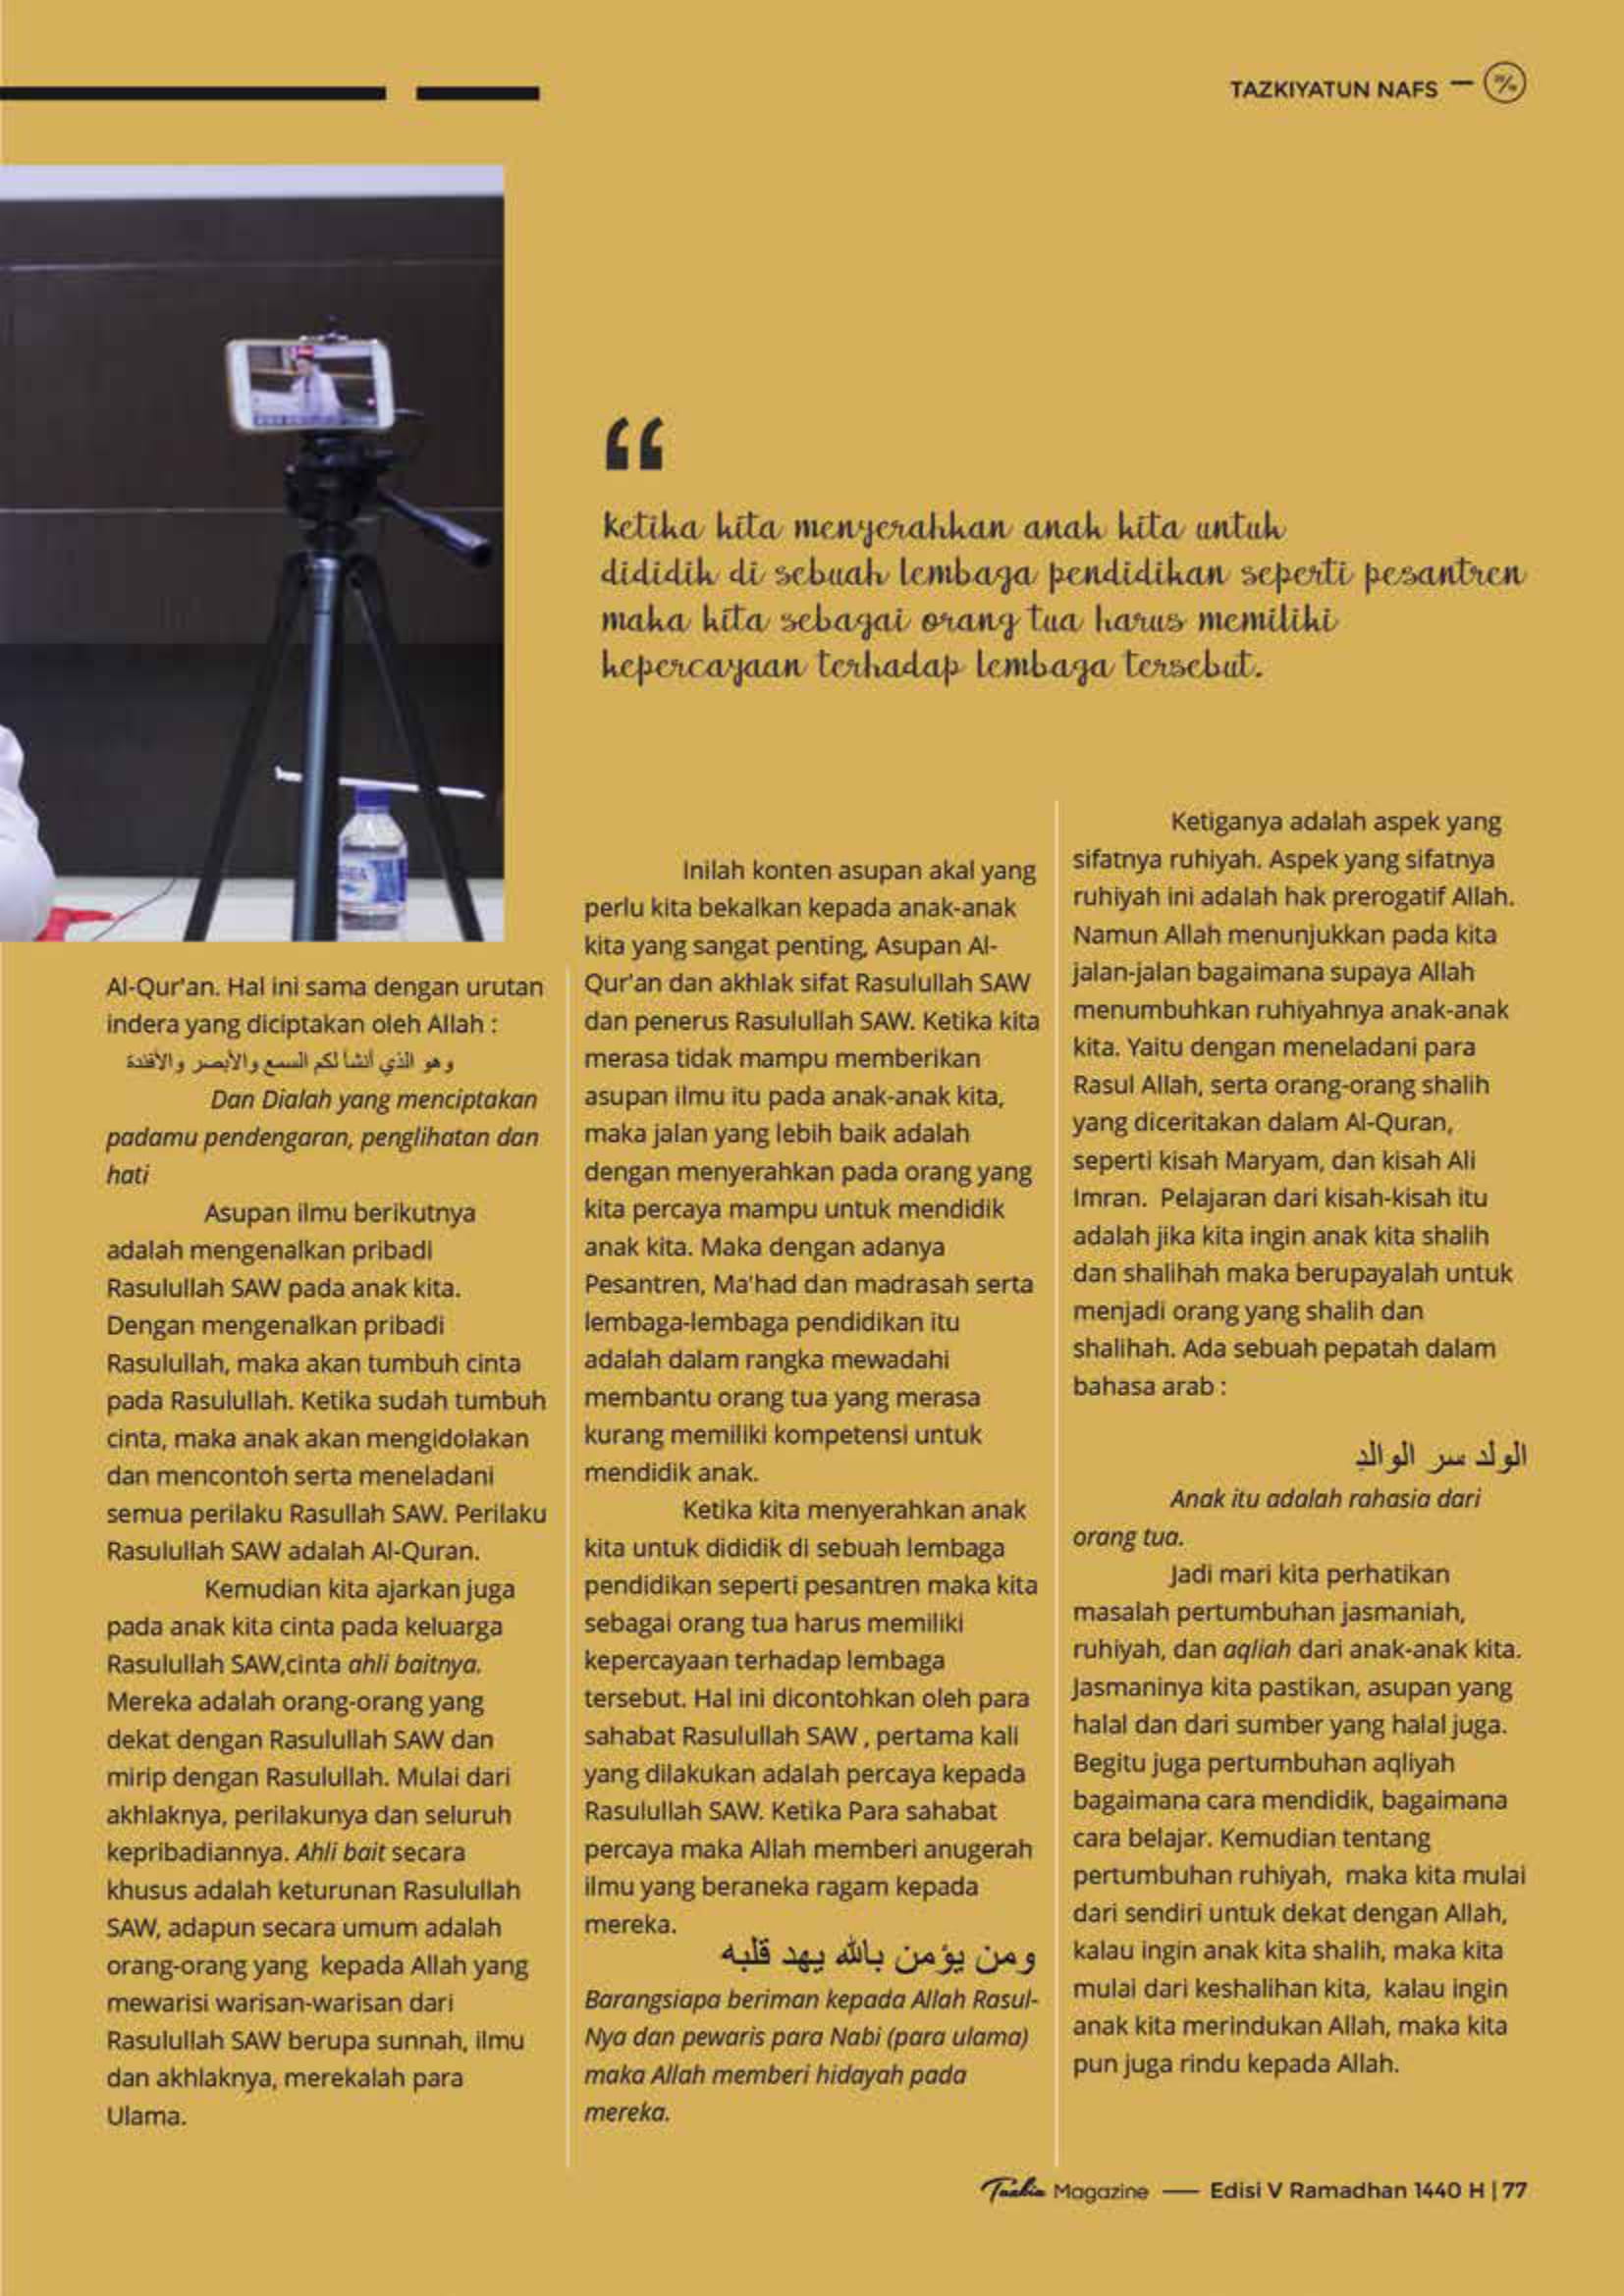 TAZKIYATUN NAFS
“
Ketika kita menyerahkan anak kita untuk
dididik di sebuah lembaga pendidikan seperti pesantren
maka kita sebagai orang tua harus memiliki
kepercayaan terhadap lembaga tersebut.
Al-Qur'an. Hal ini sama dengan urutan
indera yang diciptakan oleh Allah :
وهو الذي أنشأ لكم السمع والأبصر والأفئدة
Dan Dialah yang menciptakan
padamu pendengaran, penglihatan dan
hati
Asupan ilmu berikutnya
adalah mengenalkan pribadi
Rasulullah SAW pada anak kita.
Dengan mengenalkan pribadi
Rasulullah, maka akan tumbuh cinta
pada Rasulullah. Ketika sudah tumbuh
cinta, maka anak akan mengidolakan
dan mencontoh serta meneladani
semua perilaku Rasullah SAW. Perilaku
Rasulullah SAW adalah Al-Quran.
Kemudian kita ajarkan juga
pada anak kita cinta pada keluarga
Rasulullah SAW,cinta ahli baitnya.
Mereka adalah orang-orang yang
dekat dengan Rasulullah SAW dan
mirip dengan Rasulullah. Mulai dari
akhlaknya, perilakunya dan seluruh
kepribadiannya. Ahli bait secara
khusus adalah keturunan Rasulullah
SAW, adapun secara umum adalah
orang-orang yang kepada Allah yang
mewarisi warisan-warisan dari
Rasulullah SAW berupa sunnah, ilmu
dan akhlaknya, merekalah para
Ulama.
Inilah konten asupan akal yang
perlu kita bekalkan kepada anak-anak
kita yang sangat penting, Asupan Al-
Qur'an dan akhlak sifat Rasulullah SAW
dan penerus Rasulullah SAW. Ketika kita
merasa tidak mampu memberikan
asupan ilmu itu pada anak-anak kita,
maka jalan yang lebih baik adalah
dengan menyerahkan pada orang yang
kita percaya mampu untuk mendidik
anak kita. Maka dengan adanya
Pesantren, Ma'had dan madrasah serta
lembaga-lembaga pendidikan itu
adalah dalam rangka mewadahi
membantu orang tua yang merasa
kurang memiliki kompetensi untuk
mendidik anak.
Ketika kita menyerahkan anak
kita untuk dididik di sebuah lembaga
pendidikan seperti pesantren maka kita
sebagai orang tua harus memiliki
kepercayaan terhadap lembaga
tersebut. Hal ini dicontohkan oleh para
sahabat Rasulullah SAW , pertama kali
yang dilakukan adalah percaya kepada
Rasulullah SAW. Ketika Para sahabat
percaya maka Allah memberi anugerah
ilmu yang beraneka ragam kepada
mereka.
ومن يؤمن بالله يهد قلبه
Barangsiapa beriman kepada Allah Rasul-
Nya dan pewaris para Nabi (para ulama)
maka Allah memberi hidayah pada
mereka.
Ketiganya adalah aspek yang
sifatnya ruhiyah. Aspek yang sifatnya
ruhiyah ini adalah hak prerogatif Allah.
Namun Allah menunjukkan pada kita
jalan-jalan bagaimana supaya Allah
menumbuhkan ruhiyahnya anak-anak
kita. Yaitu dengan meneladani para
Rasul Allah, serta orang-orang shalih
yang diceritakan dalam Al-Quran,
seperti kisah Maryam, dan kisah Ali
Imran. Pelajaran dari kisah-kisah itu
adalah jika kita ingin anak kita shalih
dan shalihah maka berupayalah untuk
menjadi orang yang shalih dan
shalihah. Ada sebuah pepatah dalam
bahasa arab :
الولد سر الوالدِ
Anak itu adalah rahasia dari
orang tua.
Jadi mari kita perhatikan
masalah pertumbuhan jasmaniah,
ruhiyah, dan aqliah dari anak-anak kita.
Jasmaninya kita pastikan, asupan yang
halal dan dari sumber yang halal juga.
Begitu juga pertumbuhan aqliyah
bagaimana cara mendidik, bagaimana
cara belajar. Kemudian tentang
pertumbuhan ruhiyah, maka kita mulai
dari sendiri untuk dekat dengan Allah,
kalau ingin anak kita shalih, maka kita
mulai dari keshalihan kita, kalau ingin
anak kita merindukan Allah, maka kita
pun juga rindu kepada Allah.
Tazkia Magazine — Edisi V Ramadhan 1440 H | 77